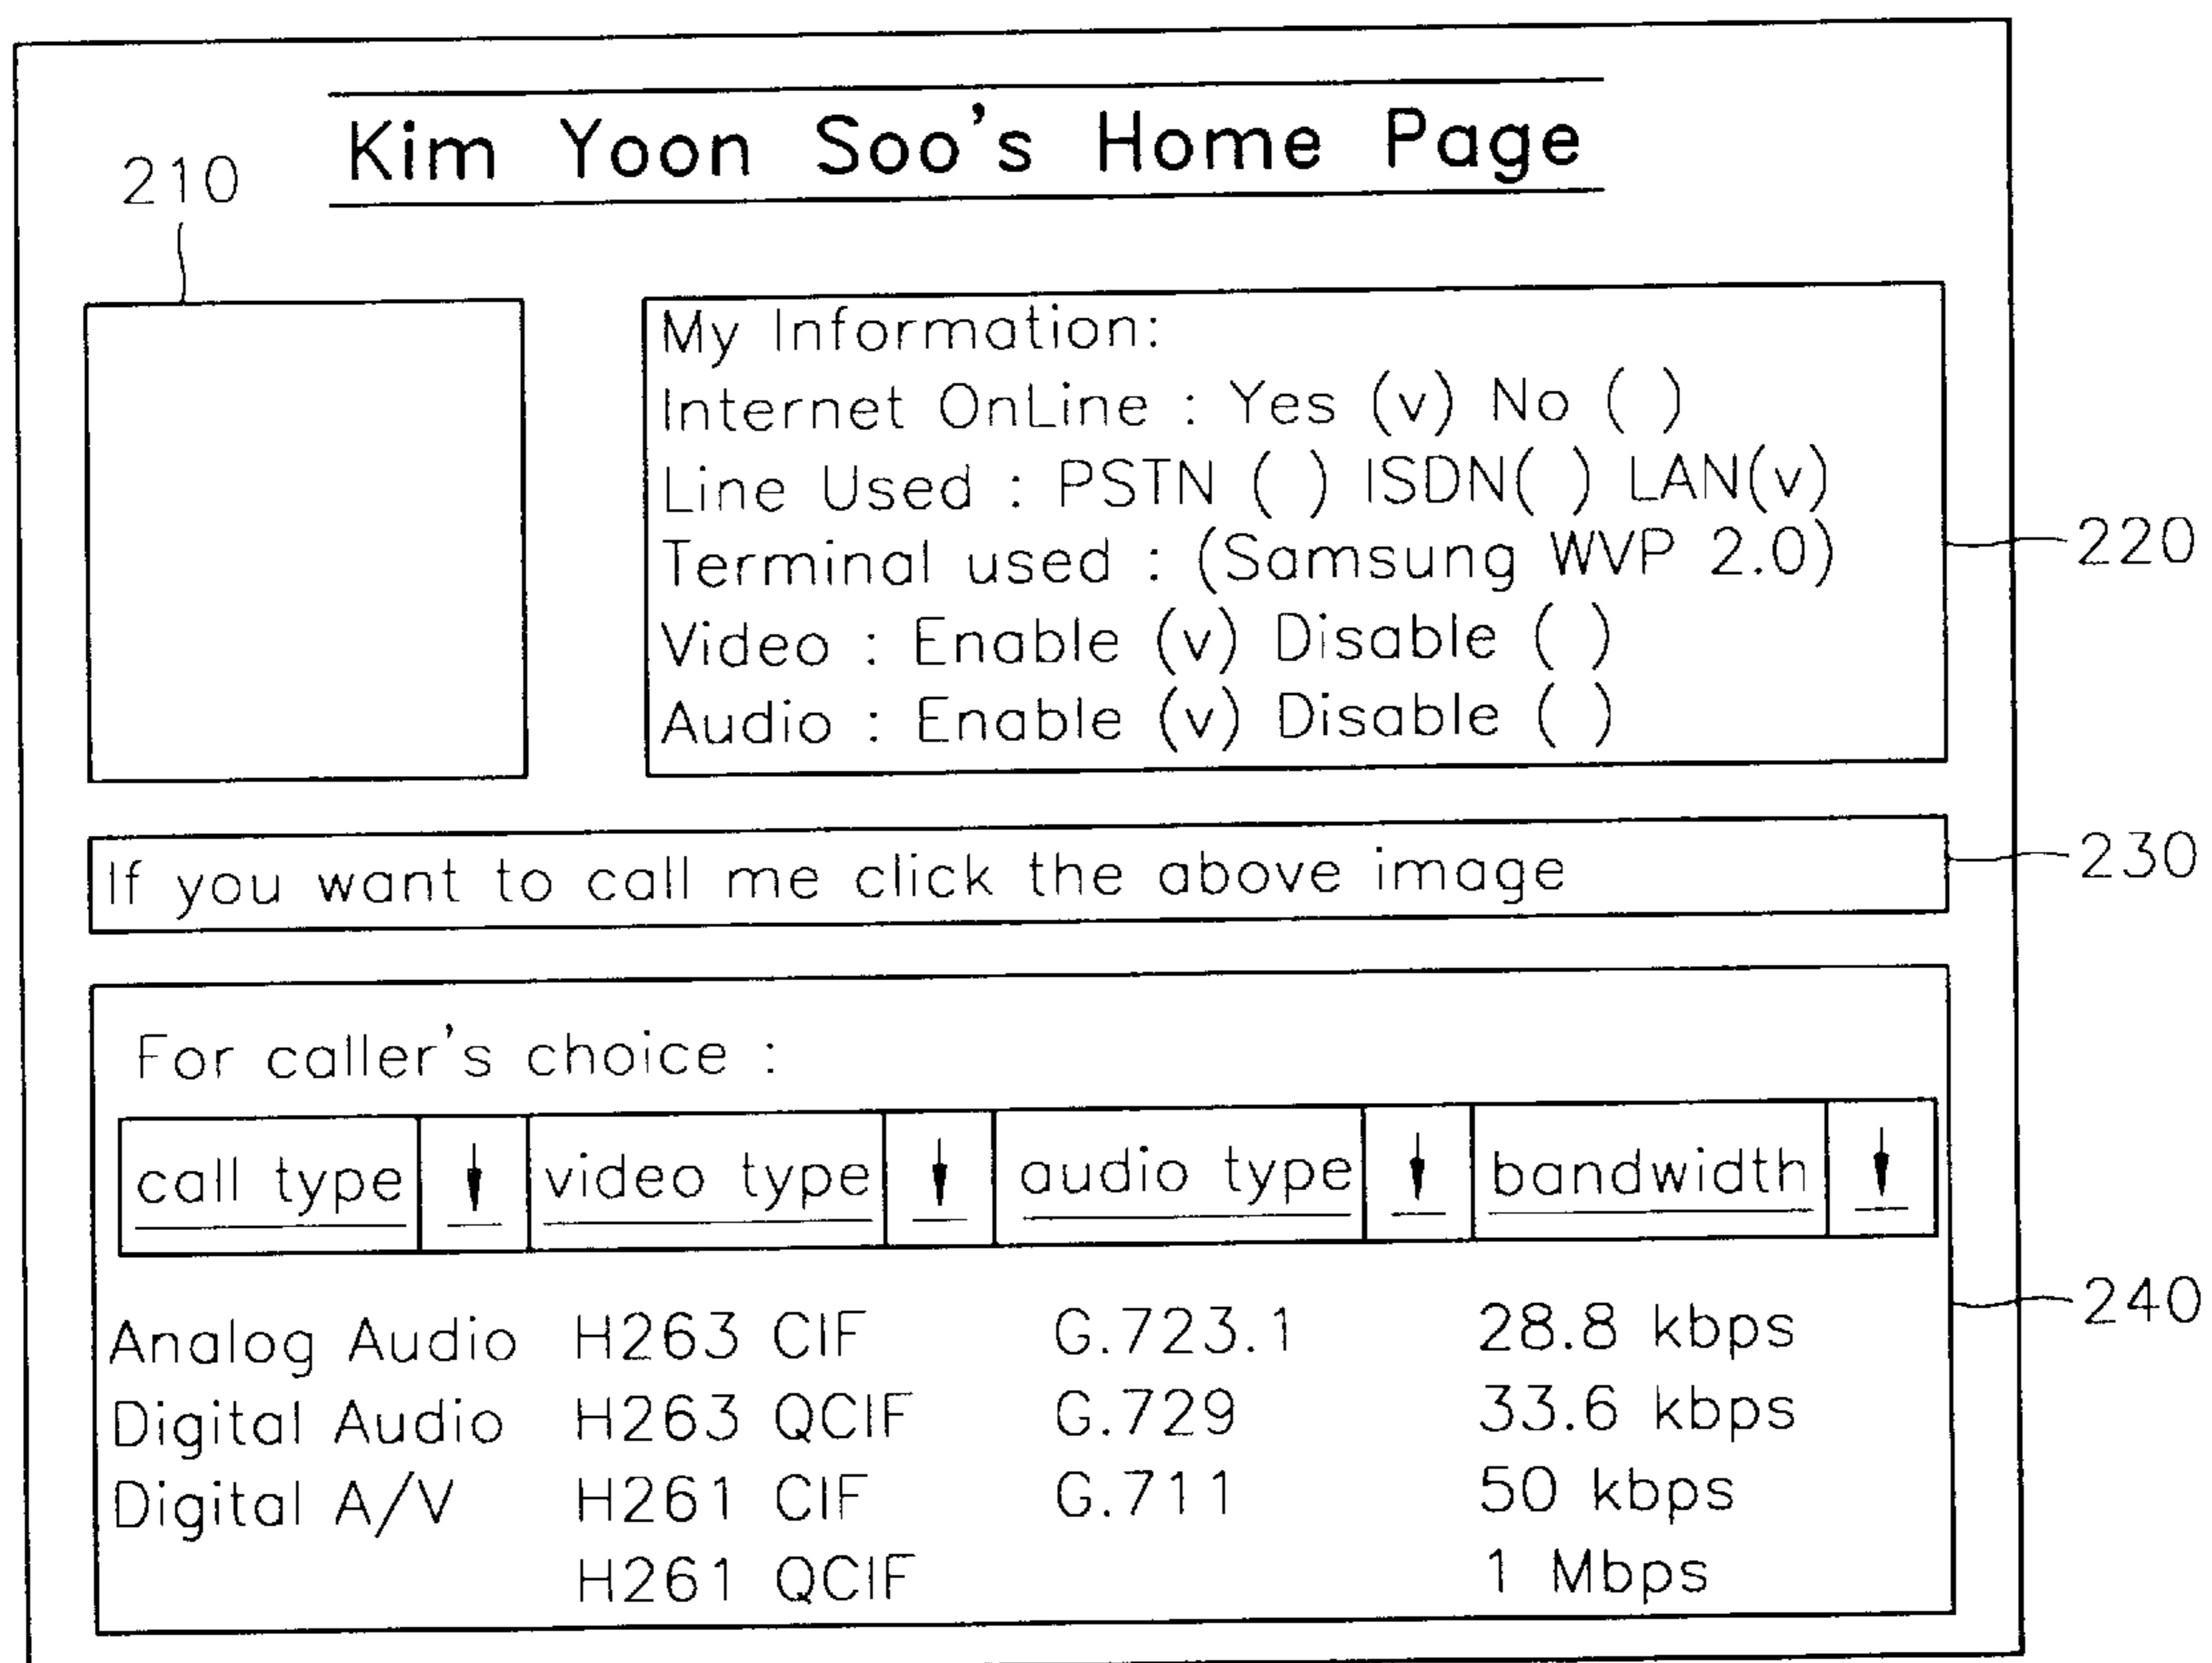 Kim Yoon Soo's Home Page
210
My Information:
Internet OnLine : Yes (v) No ( )
Line Used : PSTN ( ) ISDN( ) LAN(v)
Terminal used : (Samsung WVP 2.0)
Video : Enable (v) Disable ( )
Audio : Enable (v) Disable ( )
220
If you want to call me click the above image
230
For caller's choice :
call type ↓ video type ↓ audio type ↓ bandwidth ↓
240
Analog Audio H263 CIF G.723.1 28.8 kbps
Digital Audio H263 QCIF G.729 33.6 kbps
Digital A/V H261 CIF G.711 50 kbps
H261 QCIF 1 Mbps